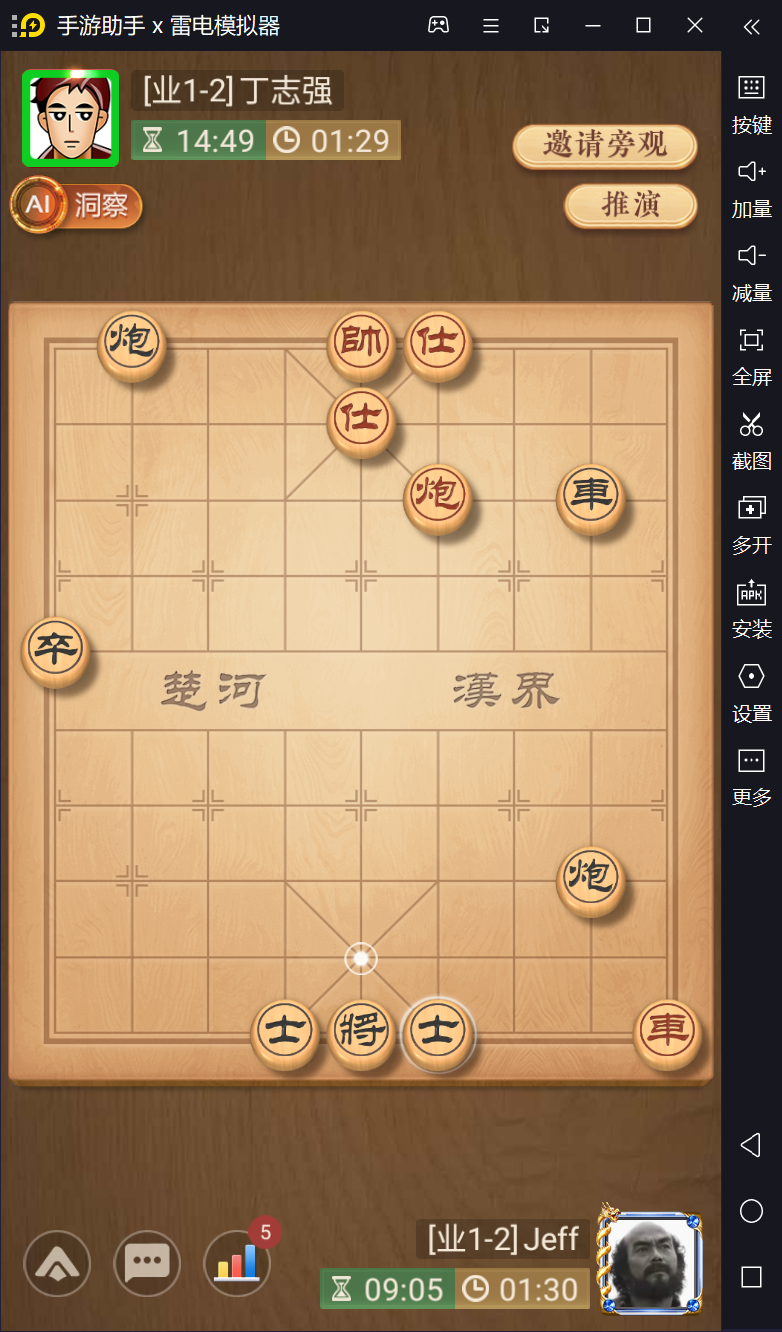 手游助手 x 雷电模拟器
[业1-2]丁志强
14:49 01:29
邀请旁观
AI 洞察
推演
按键
加量
减量
全屏
截图
多开
APK
安装
设置
更多
炮 帥 仕
仕
炮 車
卒
楚河 漢界
炮
士 將 士 車
5
[业1-2]Jeff
09:05 01:30